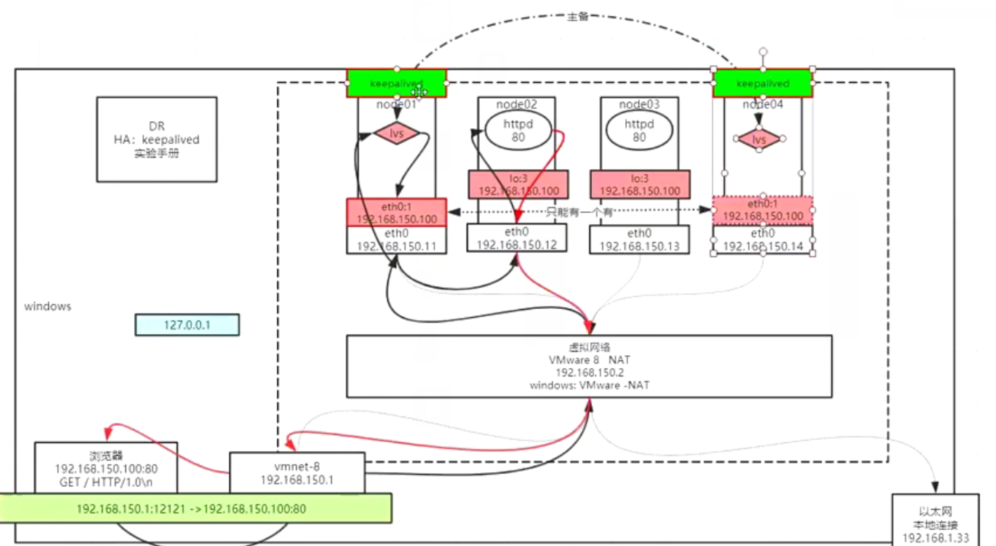 主备
keepalived
keepalived
node01
node02
node03
node04
DR
HA：keepalived
实验手册
lvs
httpd
80
httpd
80
lvs
lo:3
192.168.150.100
lo:3
192.168.150.100
eth0:1
192.168.150.100
只能有一个有
eth0:1
192.168.150.100
eth0
192.168.150.11
eth0
192.168.150.12
eth0
192.168.150.13
eth0
192.168.150.14
windows
127.0.0.1
虚拟网络
VMware 8 NAT
192.168.150.2
windows: VMware -NAT
浏览器
192.168.150.100:80
GET / HTTP/1.0\n
vmnet-8
192.168.150.1
192.168.150.1:12121 ->192.168.150.100:80
以太网
本地连接
192.168.1.33